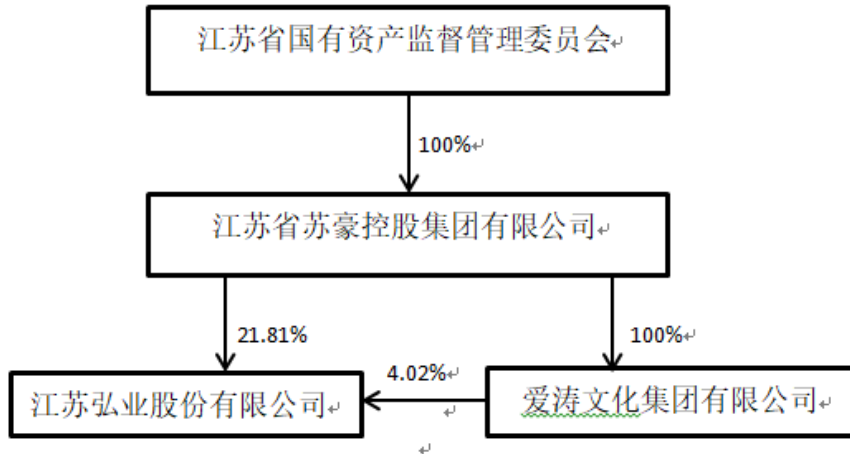 江苏省国有资产监督管理委员会
100%
江苏省苏豪控股集团有限公司
21.81%
100%
4.02%
江苏弘业股份有限公司
爱涛文化集团有限公司